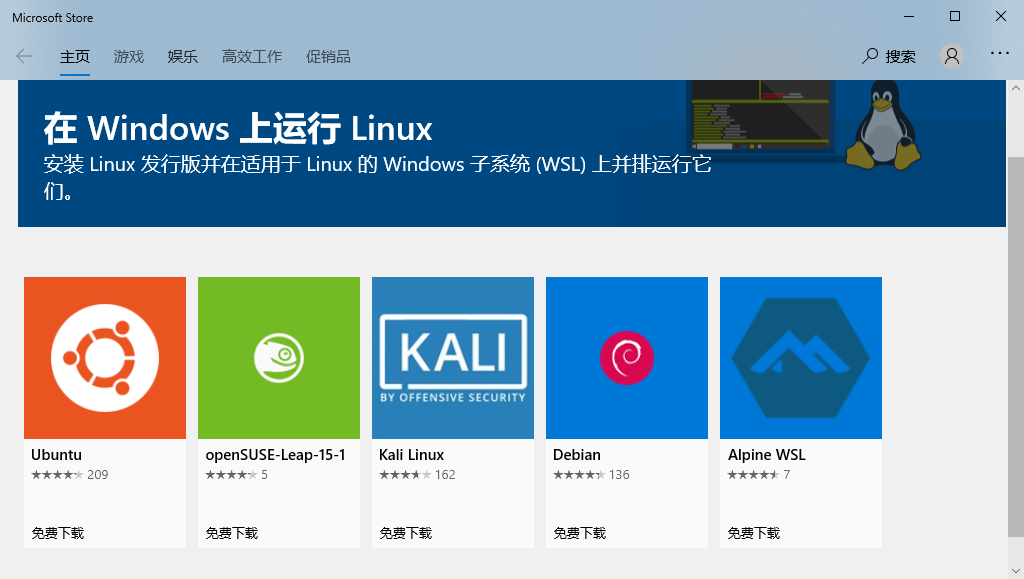 Microsoft Store
主页 游戏 娱乐 高效工作 促销品 搜索
在 Windows 上运行 Linux
安装 Linux 发行版并在适用于 Linux 的 Windows 子系统 (WSL) 上并排运行它
们。
KALI
BY OFFENSIVE SECURITY
Ubuntu openSUSE-Leap-15-1 Kali Linux Debian Alpine WSL
209 5 162 136 7
免费下载 免费下载 免费下载 免费下载 免费下载